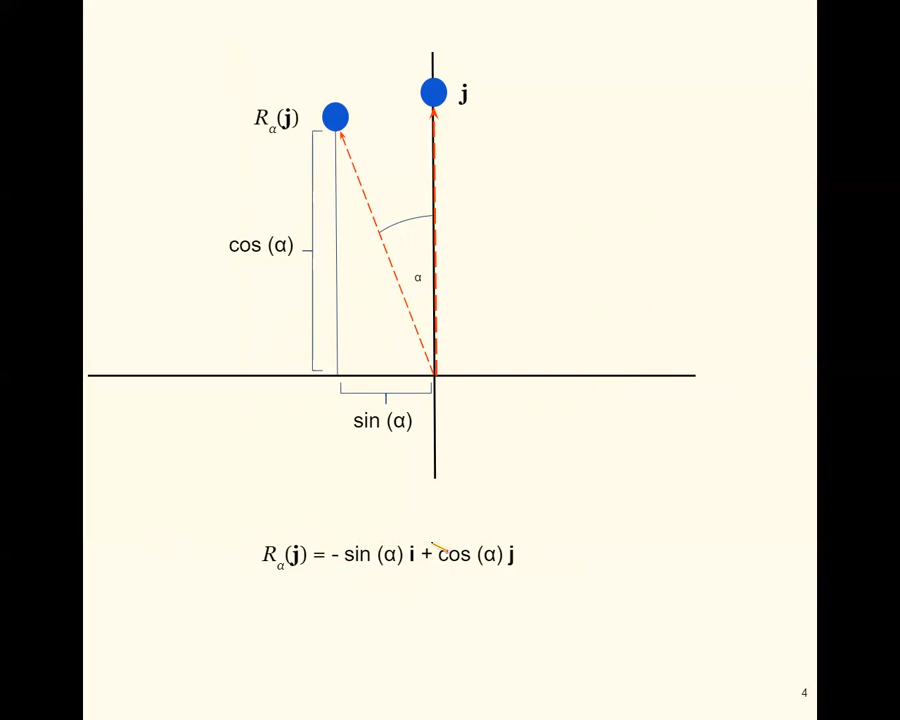 j
Rα(j)
cos (α)
α
sin (α)
Rα(j) = - sin (α) i + cos (α) j
4